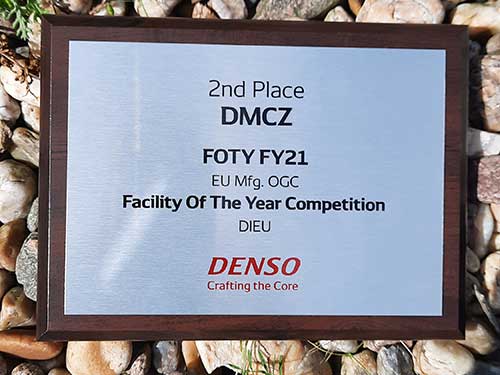 2nd Place
DMCZ
FOTY FY21
EU Mfg. OGC
Facility Of The Year Competition
DIEU
DENSO
Crafting the Core